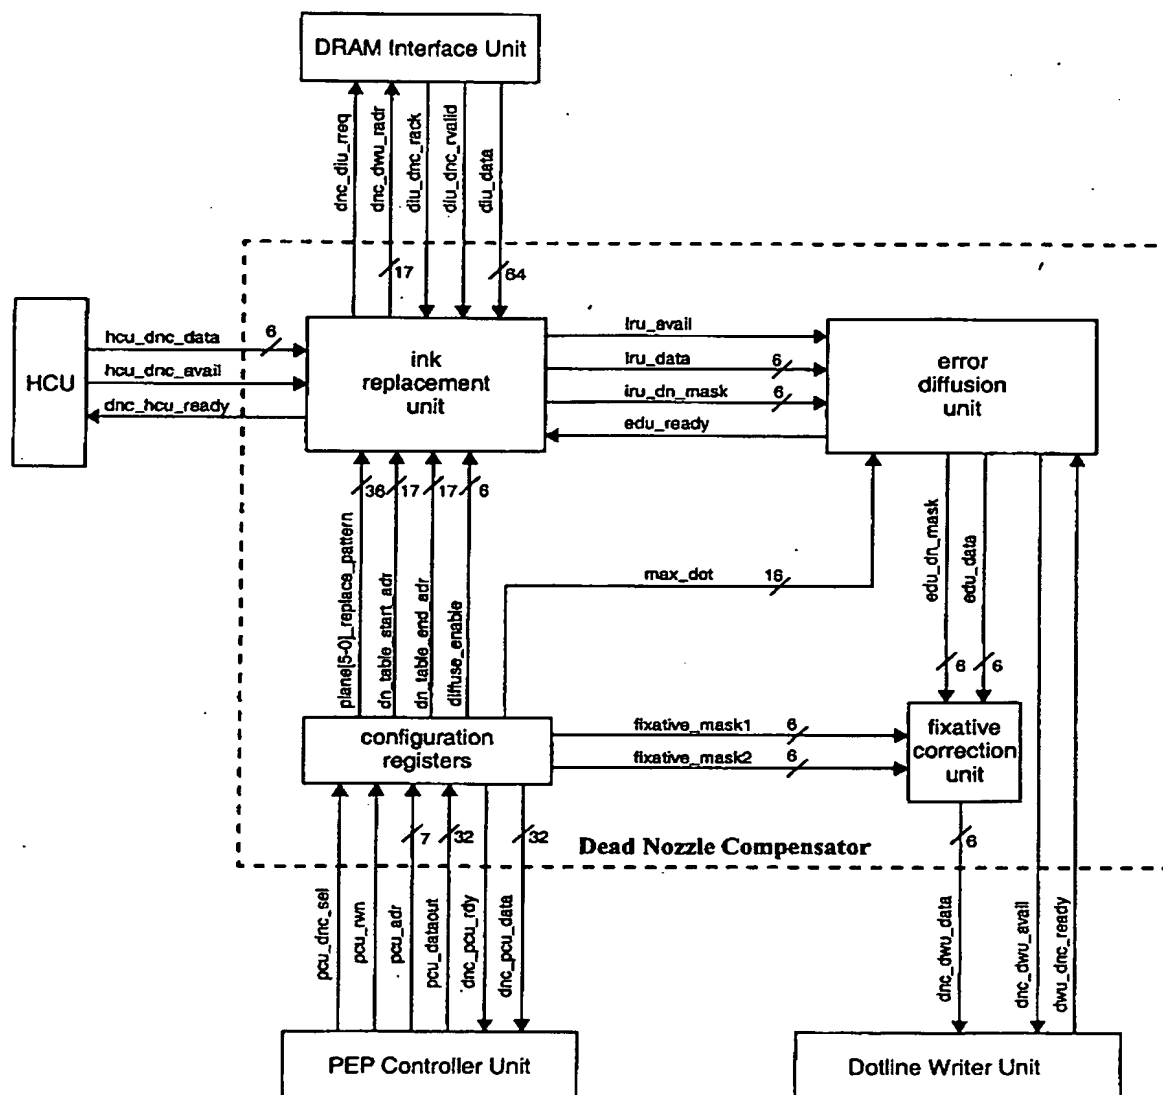 DRAM Interface Unit
dnc_diu_rreq
dnc_dwu_radr
diu_dnc_rack
diu_dnc_rvalid
diu_data
17
64
HCU
hcu_dnc_data
6
hcu_dnc_avail
dnc_hcu_ready
ink
replacement
unit
iru_avail
iru_data
6
iru_dn_mask
6
edu_ready
error
diffusion
unit
36
17
17
6
plane[5-0]_replace_pattern
dn_table_start_adr
dn_table_end_adr
diffuse_enable
max_dot
16
edu_dn_mask
edu_data
6
6
configuration
registers
fixative_mask1
6
fixative_mask2
6
fixative
correction
unit
7
32
32
6
Dead Nozzle Compensator
pcu_dnc_sel
pcu_rwn
pcu_adr
pcu_dataout
dnc_pcu_rdy
dnc_pcu_data
dnc_dwu_data
dnc_dwu_avail
dwu_dnc_ready
PEP Controller Unit
Dotline Writer Unit